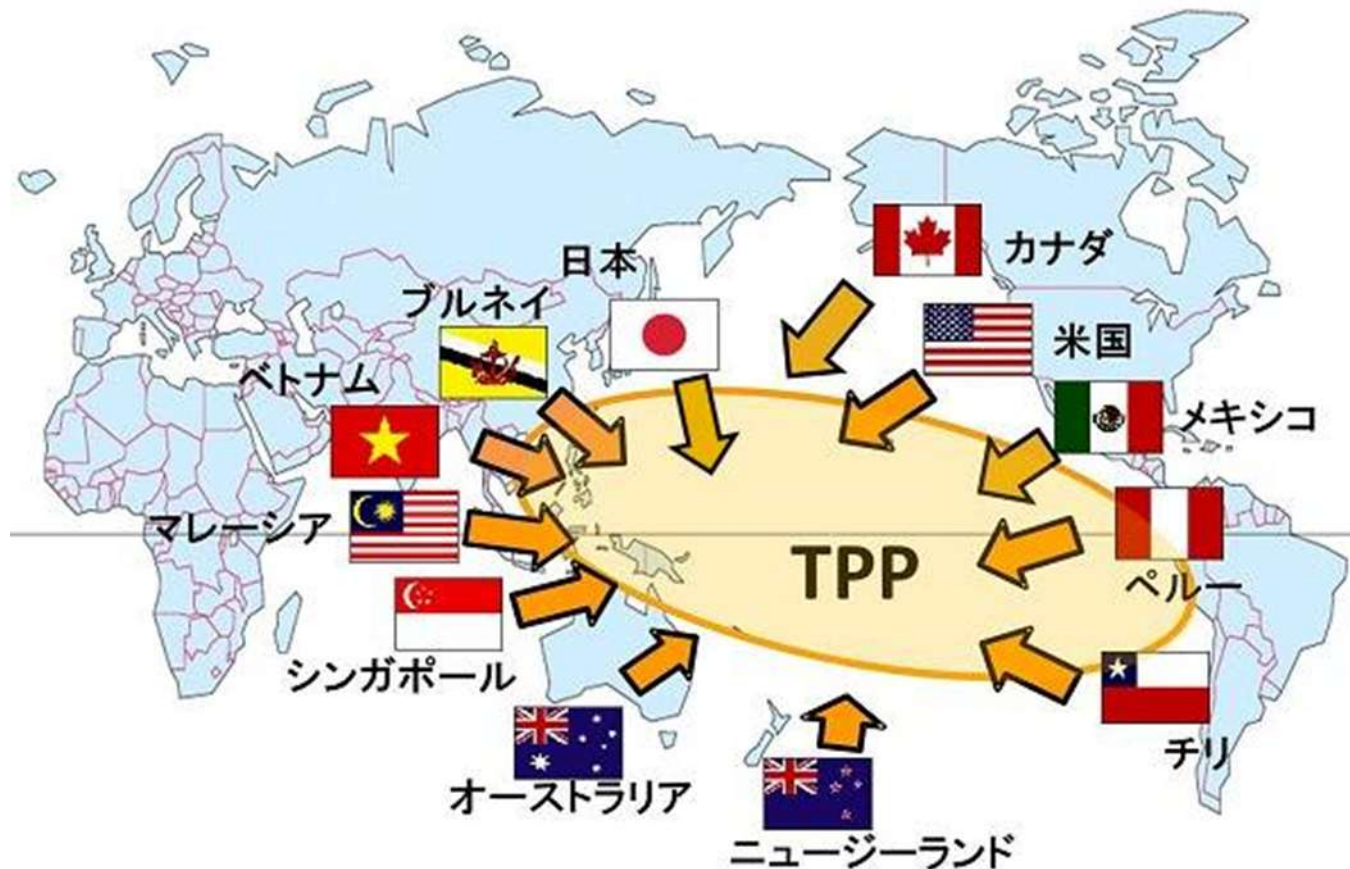 カナダ
日本
ブルネイ
米国
ベトナム
メキシコ
マレーシア
TPP
ペルー
シンガポール
チリ
オーストラリア
ニュージーランド